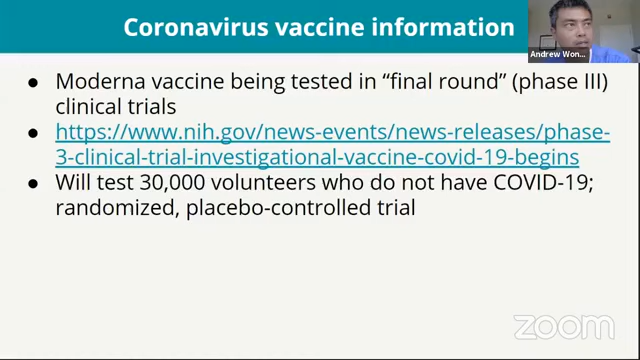 Coronavirus vaccine information
Andrew Won...
● Moderna vaccine being tested in “final round” (phase III)
clinical trials
● https://www.nih.gov/news-events/news-releases/phase-
3-clinical-trial-investigational-vaccine-covid-19-begins
● Will test 30,000 volunteers who do not have COVID-19;
randomized, placebo-controlled trial
zoom